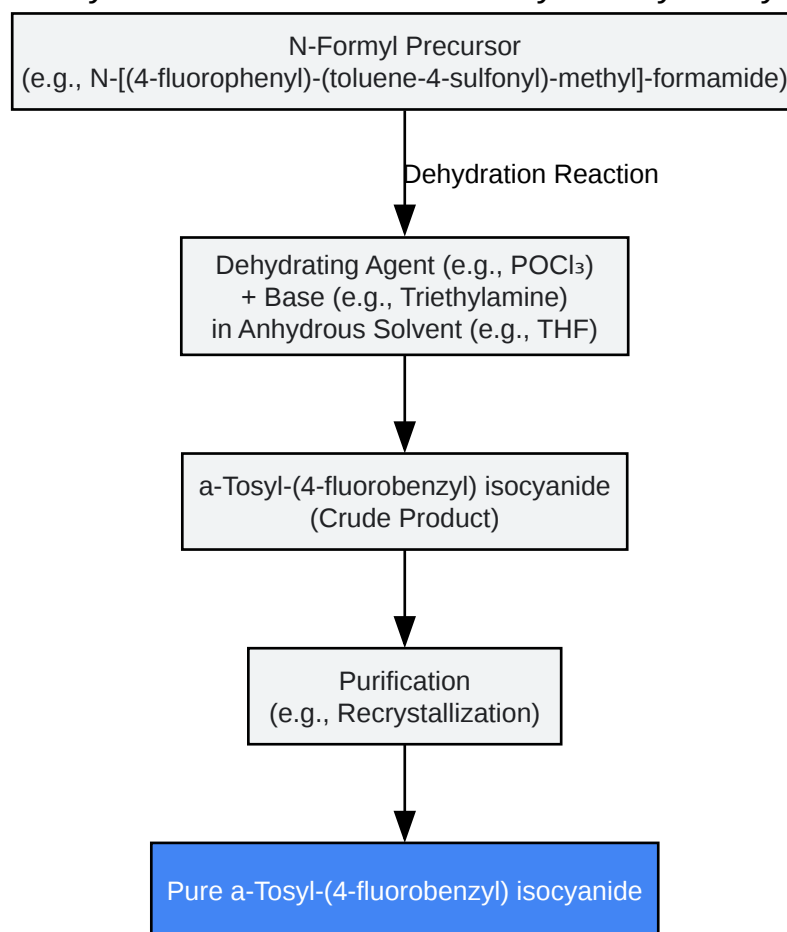 N-Formyl Precursor
(e.g., N-[(4-fluorophenyl)-(toluene-4-sulfonyl)-methyl]-formamide)
Dehydration Reaction
Dehydrating Agent (e.g., POCl₃)
+ Base (e.g., Triethylamine)
in Anhydrous Solvent (e.g., THF)
a-Tosyl-(4-fluorobenzyl) isocyanide
(Crude Product)
Purification
(e.g., Recrystallization)
Pure a-Tosyl-(4-fluorobenzyl) isocyanide